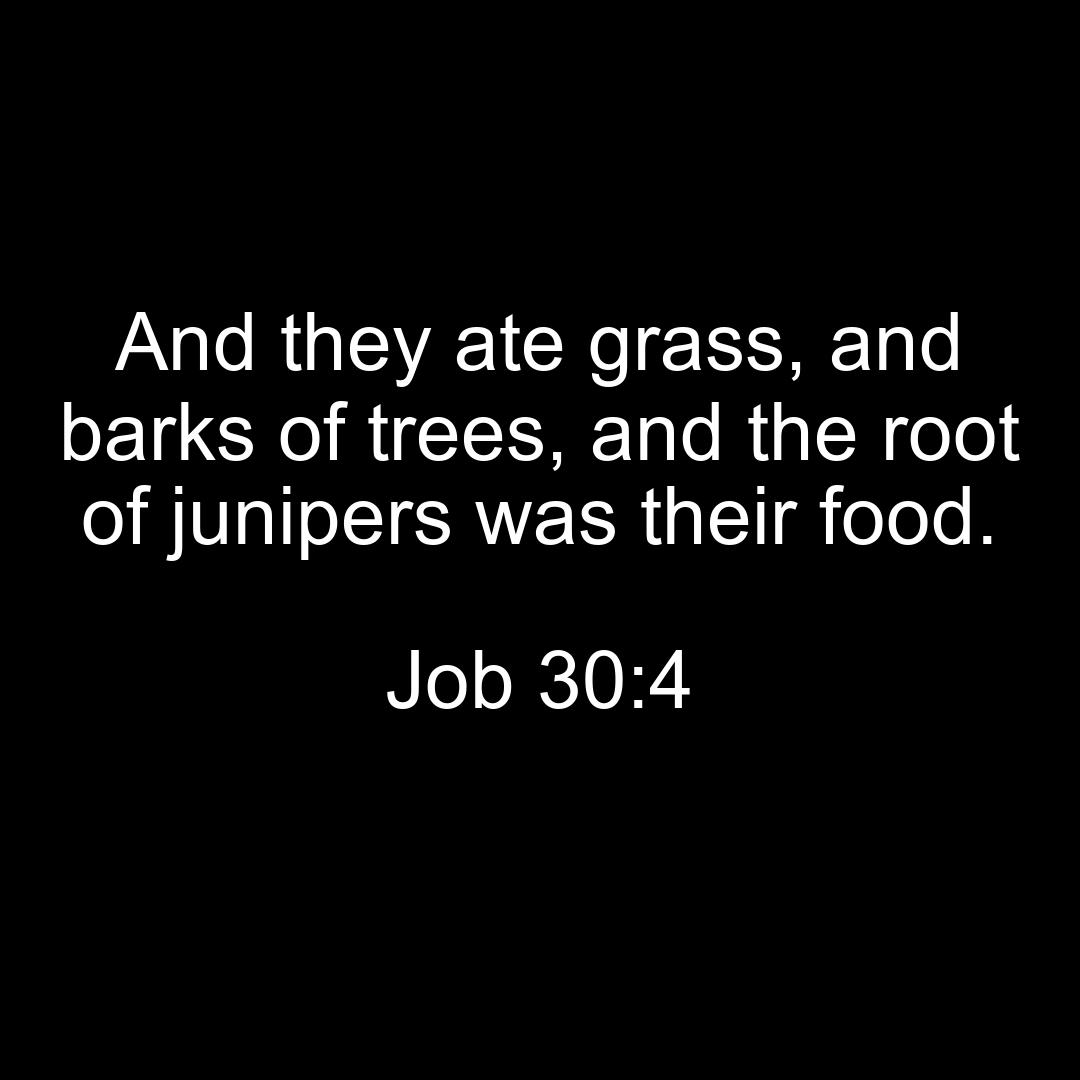 And they ate grass, and
barks of trees, and the root
of junipers was their food.
Job 30:4